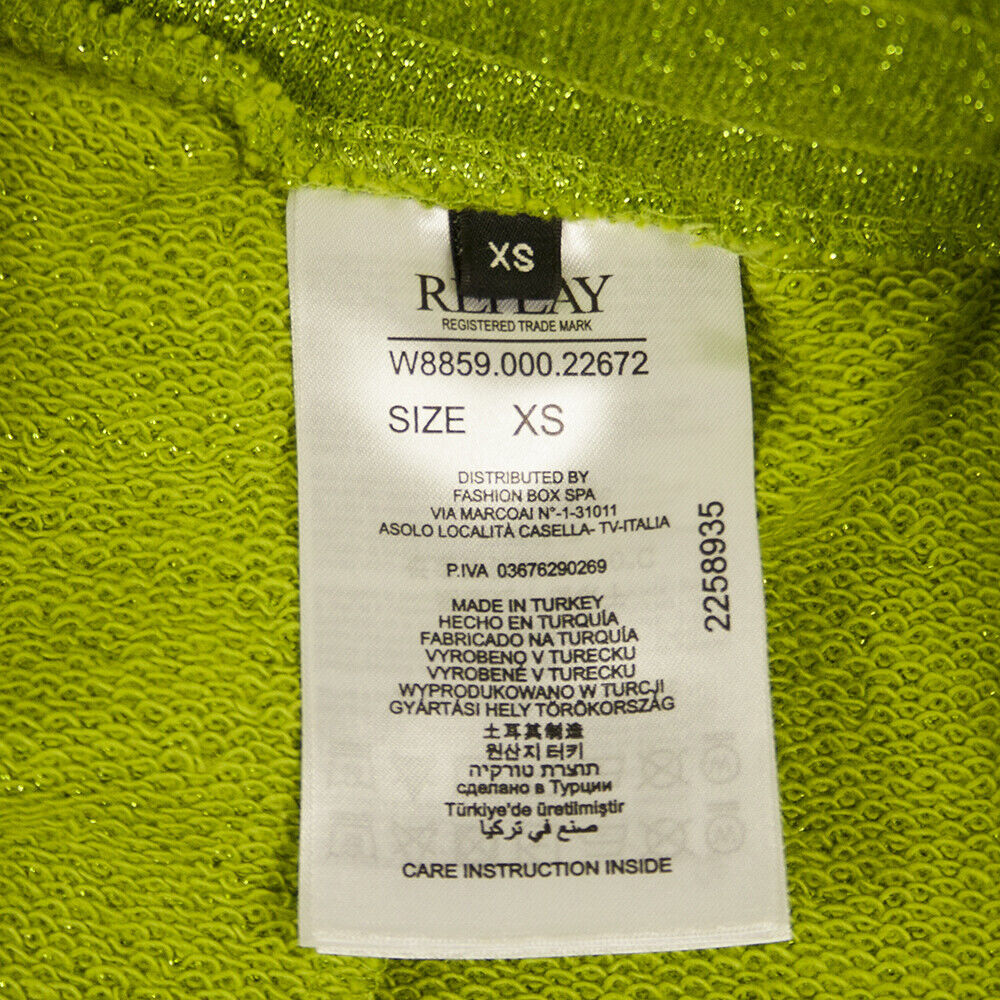 XS
REPLAY
REGISTERED TRADE MARK
W8859.000.22672
SIZE XS
DISTRIBUTED BY
FASHION BOX SPA
VIA MARCOAI N°-1-31011
ASOLO LOCALITÀ CASELLA- TV-ITALIA
P.IVA 03676290269
2258935
MADE IN TURKEY
HECHO EN TURQUÍA
FABRICADO NA TURQUÍA
VYROBENO V TURECKU
VYROBENÉ V TURECKU
WYPRODUKOWANO W TURCJI
GYÁRTÁSI HELY TÖRÖKORSZÁG
土耳其制造
원산지 터키
תוצרת טורקיה
сделано в Турции
Türkiye'de üretilmiştir
صنع في تركيا
CARE INSTRUCTION INSIDE